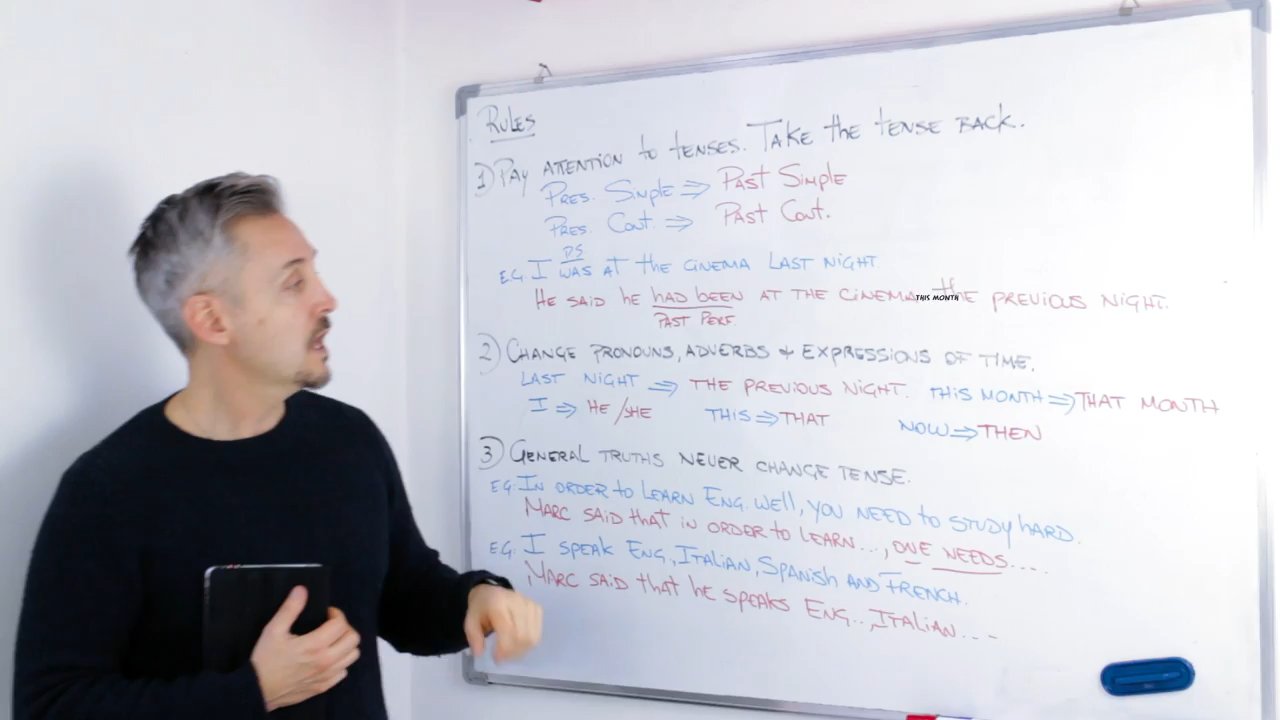 RULES
1) PAY ATTENTION to TENSES. TAKE the TENSE BACK.
PRES. SIMPLE ⇒ PAST SIMPLE
PRES. CONT. ⇒ PAST CONT.
DS
E.G. I WAS AT the CINEMA LAST NIGHT
HE SAID HE HAD BEEN AT THE CINEMA THIS MONTH thE PREVIOUS NIGHT.
PAST PERF.
2) CHANGE PRONOUNS, ADVERBS & EXPRESSIONS OF TIME.
LAST NIGHT ⇒ THE PREVIOUS NIGHT. THIS MONTH ⇒ THAT MONTH
I ⇒ HE/SHE THIS ⇒ THAT NOW ⇒ THEN
3) GENERAL TRUTHS NEVER CHANGE TENSE.
E.G: IN ORDER to LEARN ENG. WELL, YOU NEED to STUDY hARD.
MARC SAID thAT IN ORDER to LEARN..., ONE NEEDS....
E.G: I SPEAK ENG., ITALIAN, SPANISH AND FRENCH.
MARC SAID thAT hE SPEAKS ENG.., ITALIAN...-